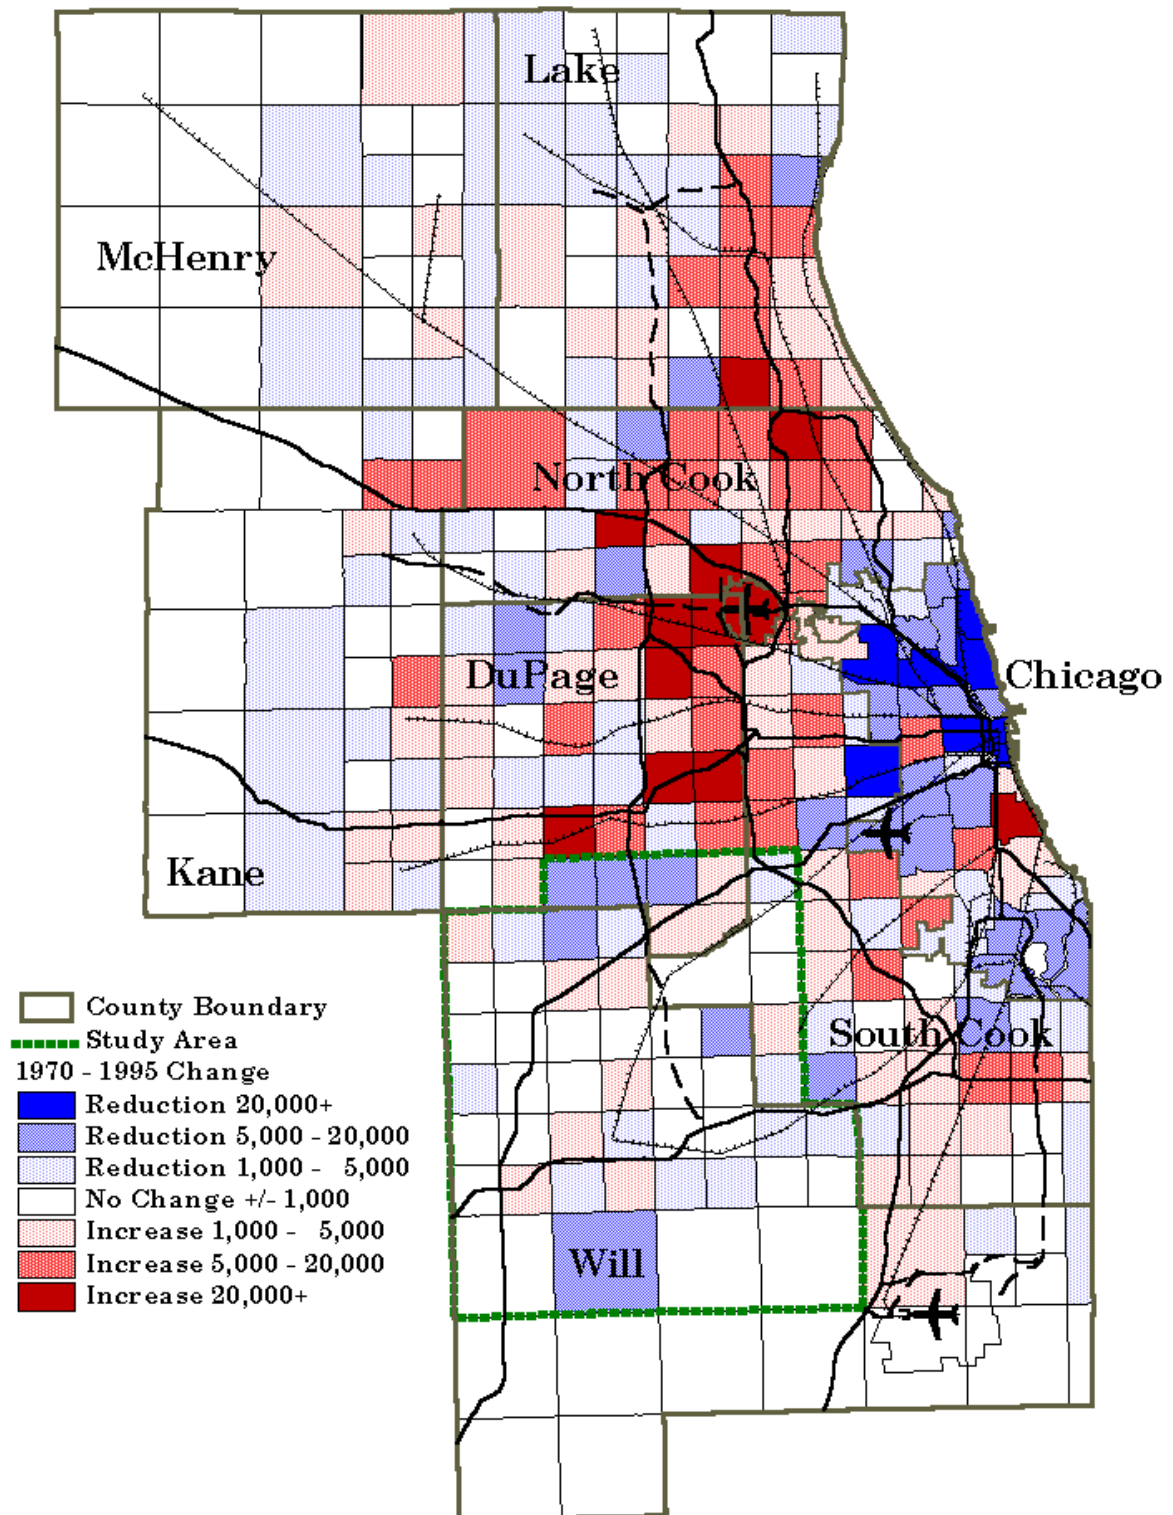 Lake
McHenry
North Cook
DuPage
Chicago
Kane
South Cook
Will
County Boundary
Study Area
1970 - 1995 Change
Reduction 20,000+
Reduction 5,000 - 20,000
Reduction 1,000 - 5,000
No Change +/- 1,000
Increase 1,000 - 5,000
Increase 5,000 - 20,000
Increase 20,000+